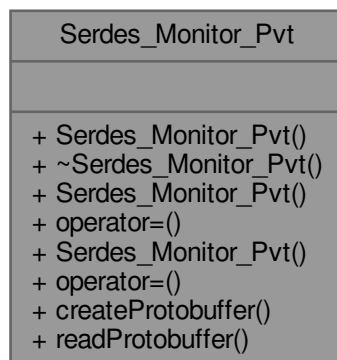 Serdes_Monitor_Pvt
+ Serdes_Monitor_Pvt()
+ ~Serdes_Monitor_Pvt()
+ Serdes_Monitor_Pvt()
+ operator=()
+ Serdes_Monitor_Pvt()
+ operator=()
+ createProtobuffer()
+ readProtobuffer()